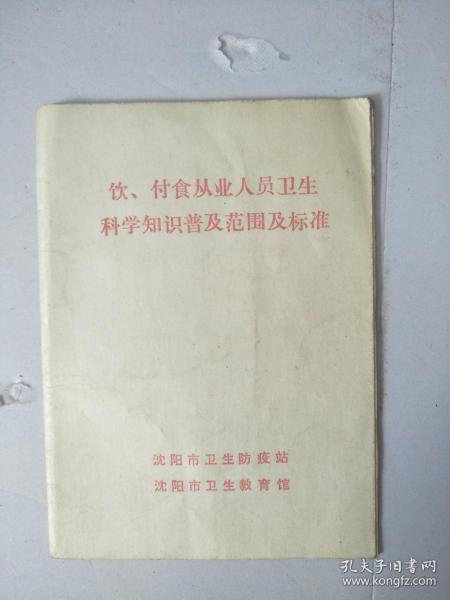 饮、付食从业人员卫生
科学知识普及范围及标准
沈阳市卫生防疫站
沈阳市卫生教育馆
孔夫子旧书网
www.kongfz.com